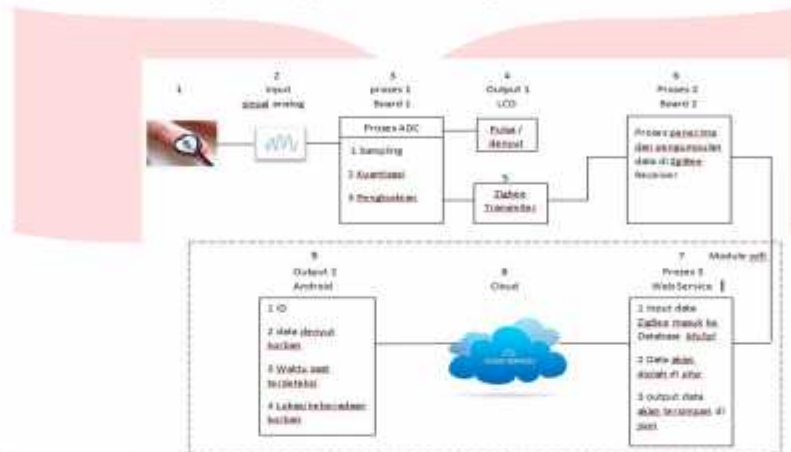 1
2
Input
sinyal analog
3
proses 1
Board 1
4
Output 1
LCD
6
Proses 2
Board 2
Proses ADC
1 Sampling
2 Kuantisasi
3 Pengkodean
Pulsa /
denyut
5
ZigBee
Transmiter
Proses penerima
dan pengumpulan
data di ZigBee
Receiver
9
Output 2
Android
1 ID
2 data denyut
korban
3 Waktu saat
terdeteksi
4 Lokasi keberadaan
korban
8
Cloud
7
Module wifi
Proses 3
Web Service
1 Input data
ZigBee masuk ke
Database
2 Data akan
diolah di
3 output data
akan tersimpan di